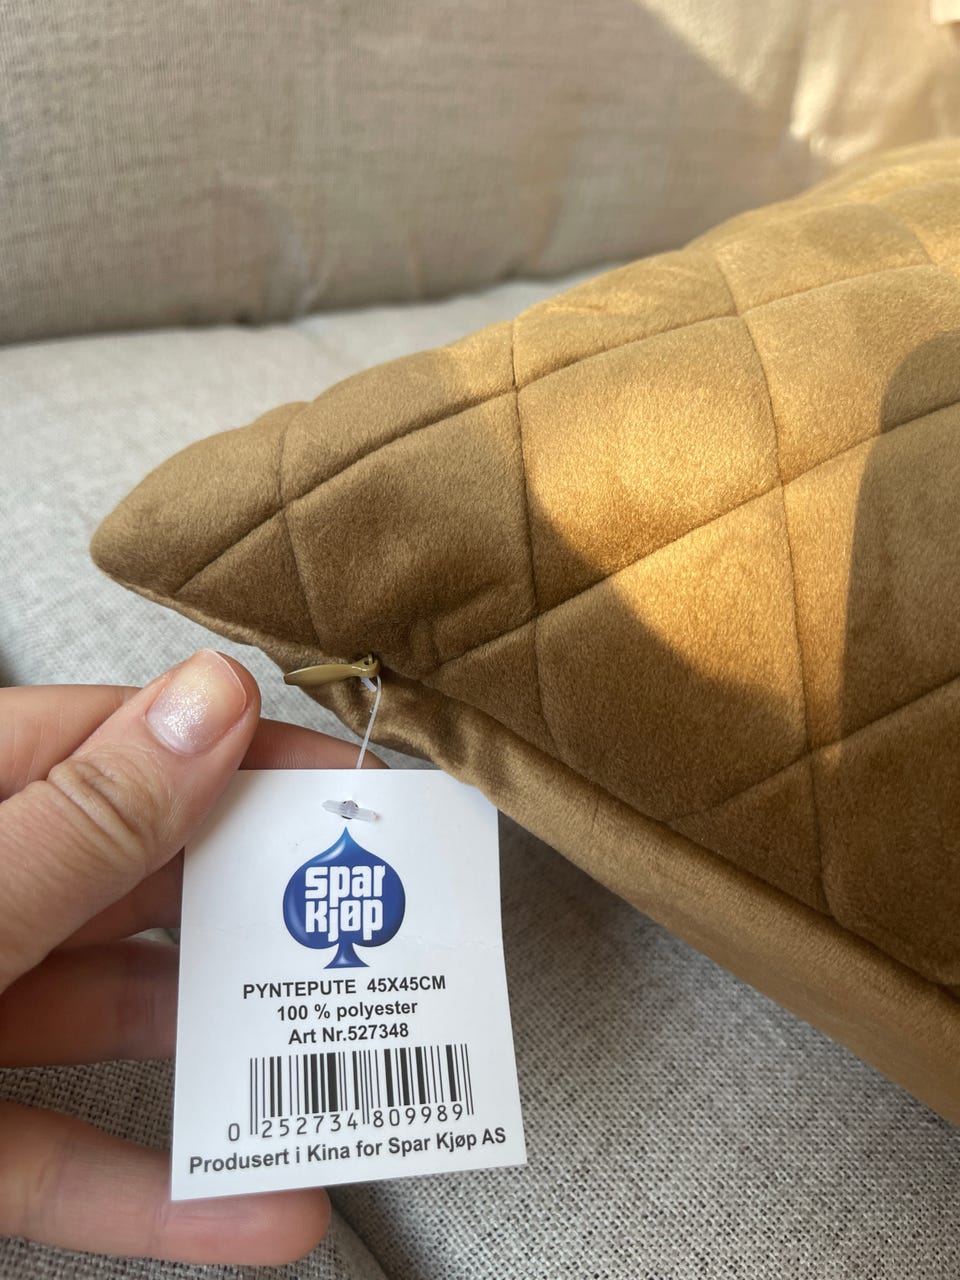 spar
kjøp
PYNTEPUTE 45X45CM
100 % polyester
Art Nr.527348
0 252734 809989
Produsert i Kina for Spar Kjøp AS